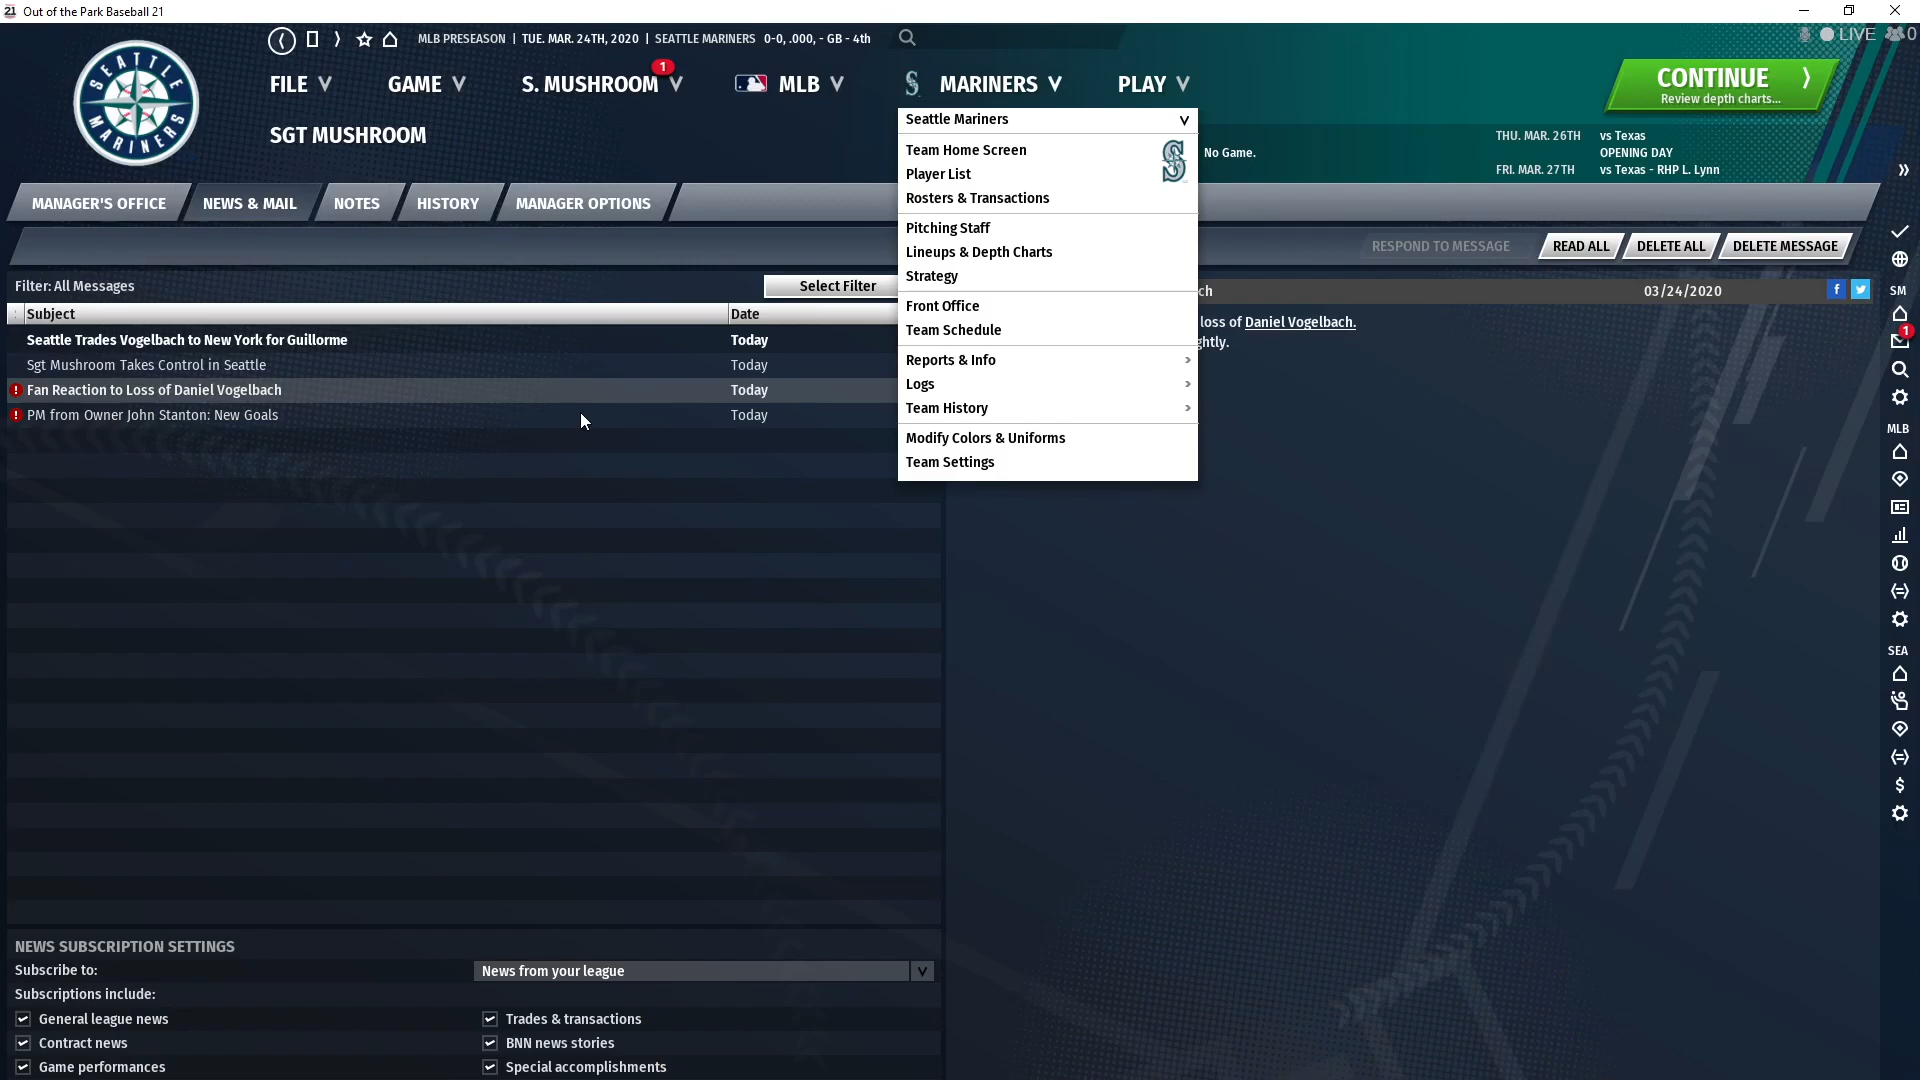 Out of the Park Baseball 21
MLB PRESEASON | TUE. MAR. 24TH, 2020 | SEATTLE MARINERS 0-0, .000, - GB - 4th
LIVE 0
FILE GAME S. MUSHROOM 1 MLB MARINERS PLAY
CONTINUE
Review depth charts...
SEATTLE MARINERS
SGT MUSHROOM
Seattle Mariners
No Game.
THU. MAR. 26TH vs Texas
OPENING DAY
FRI. MAR. 27TH vs Texas - RHP L. Lynn
Team Home Screen
Player List
Rosters & Transactions
Pitching Staff
Lineups & Depth Charts
Strategy
Front Office
Team Schedule
Reports & Info
Logs
Team History
Modify Colors & Uniforms
Team Settings
MANAGER'S OFFICE NEWS & MAIL NOTES HISTORY MANAGER OPTIONS
RESPOND TO MESSAGE READ ALL DELETE ALL DELETE MESSAGE
Filter: All Messages Select Filter
Subject Date
Seattle Trades Vogelbach to New York for Guillorme Today
Sgt Mushroom Takes Control in Seattle Today
Fan Reaction to Loss of Daniel Vogelbach Today
PM from Owner John Stanton: New Goals Today
ch 03/24/2020
loss of Daniel Vogelbach.
ghtly.
SM
1
MLB
SEA
NEWS SUBSCRIPTION SETTINGS
Subscribe to: News from your league
Subscriptions include:
General league news Trades & transactions
Contract news BNN news stories
Game performances Special accomplishments